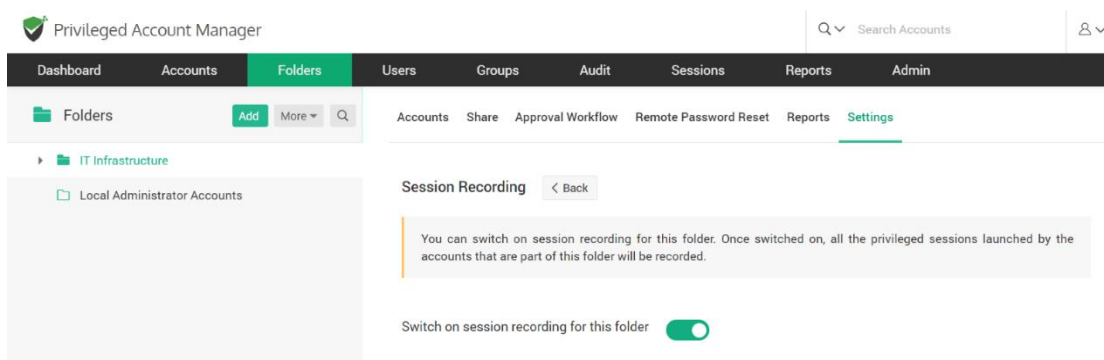 Privileged Account Manager
Search Accounts
Dashboard Accounts Folders Users Groups Audit Sessions Reports Admin
Folders Add More
Accounts Share Approval Workflow Remote Password Reset Reports Settings
IT Infrastructure
Local Administrator Accounts
Session Recording < Back
You can switch on session recording for this folder. Once switched on, all the privileged sessions launched by the
accounts that are part of this folder will be recorded.
Switch on session recording for this folder